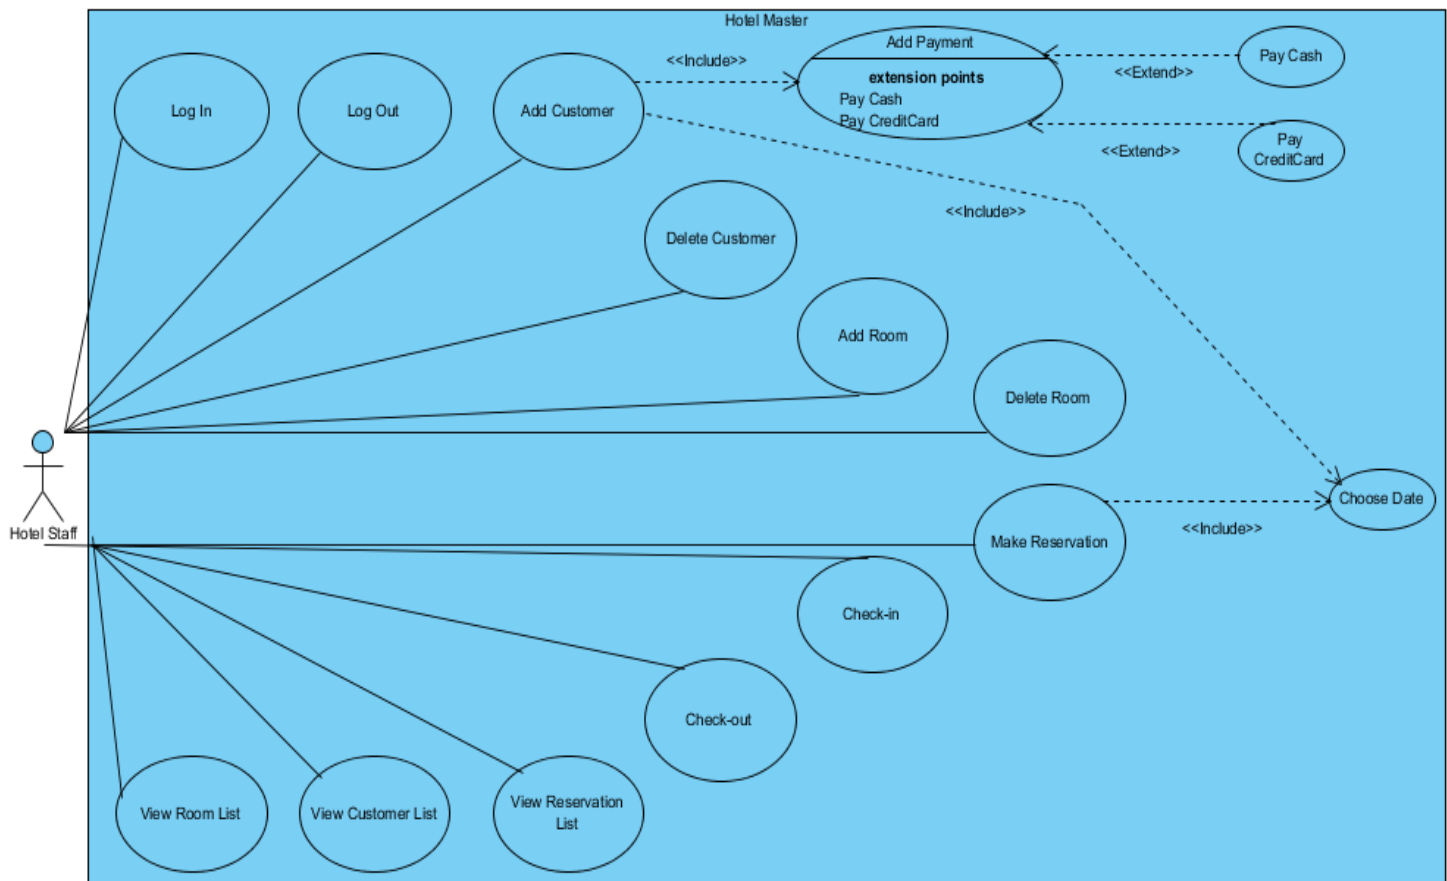 Hotel Master
Add Payment
<<Include>>
<<Extend>>
Pay Cash
extension points
Pay Cash
Pay CreditCard
Log In
Log Out
Add Customer
<<Extend>>
Pay
CreditCard
<<Include>>
Delete Customer
Add Room
Delete Room
Hotel Staff
Choose Date
<<Include>>
Make Reservation
Check-in
Check-out
View Room List
View Customer List
View Reservation
List